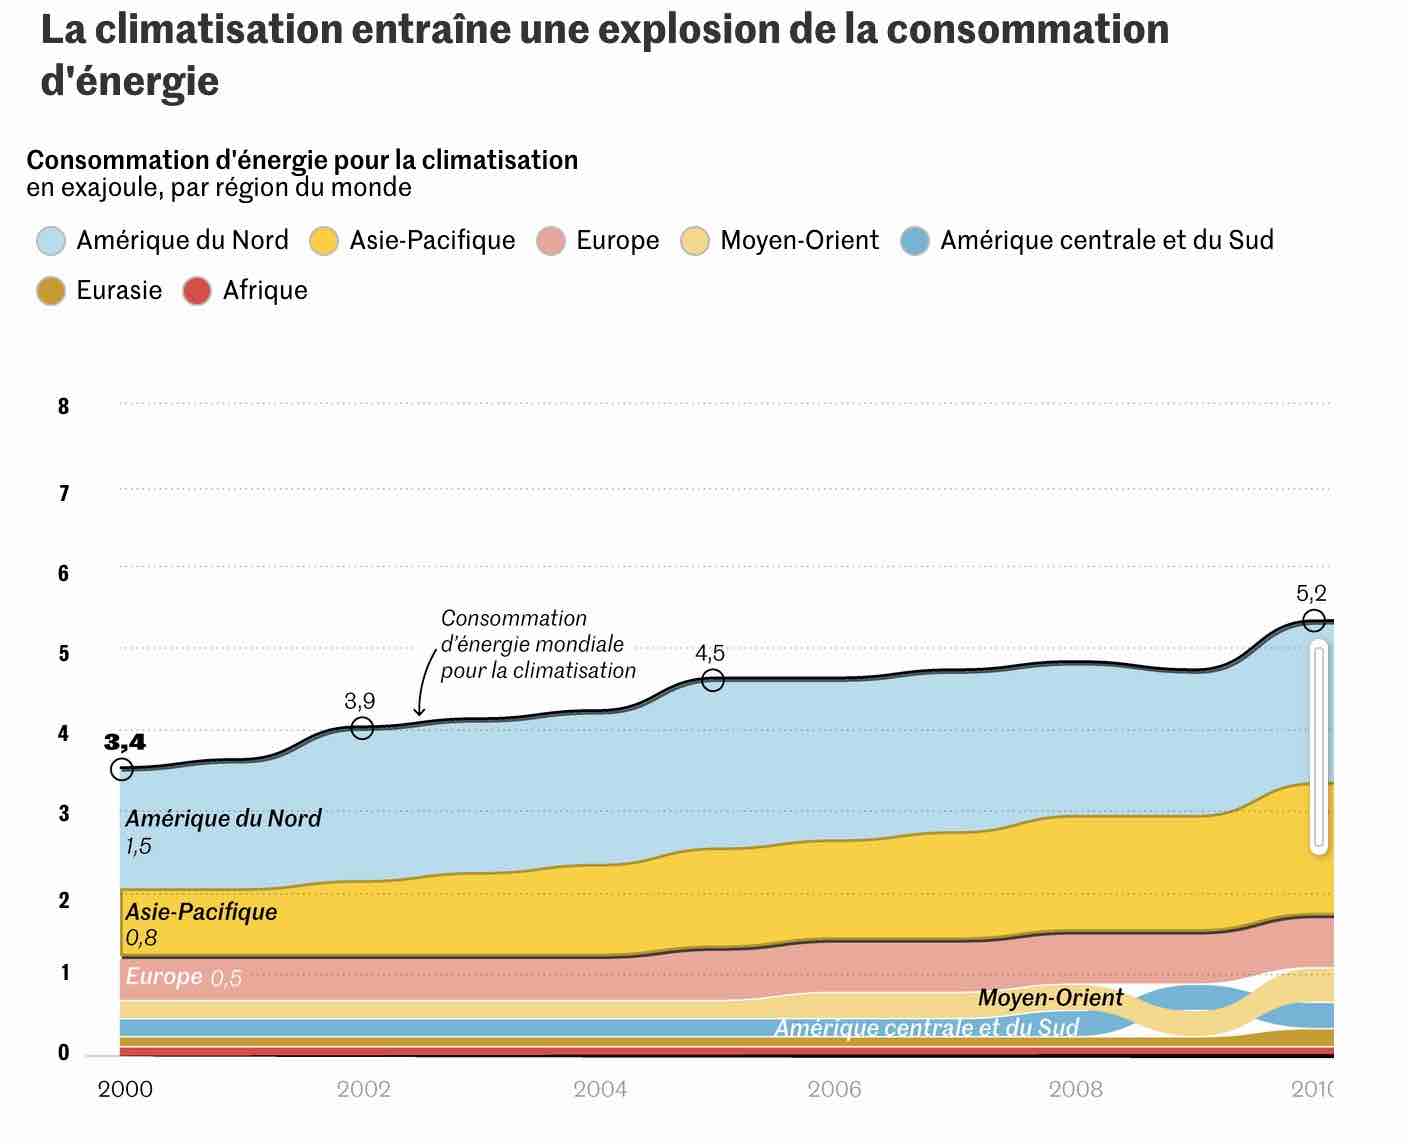 La climatisation entraîne une explosion de la consommation
d'énergie
Consommation d'énergie pour la climatisation
en exajoule, par région du monde
Amérique du Nord Asie-Pacifique Europe Moyen-Orient Amérique centrale et du Sud
Eurasie Afrique
8
7
6
5,2
Consommation
d'énergie mondiale
pour la climatisation
5
4,5
3,9
4
3,4
3
Amérique du Nord
1,5
2
Asie-Pacifique
0,8
1
Europe 0,5
Moyen-Orient
Amérique centrale et du Sud
0
2000 2002 2004 2006 2008 2010